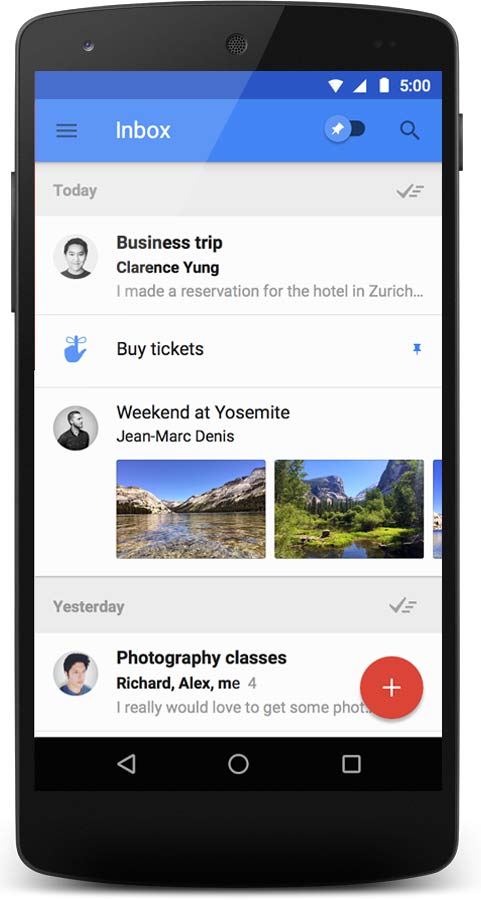 5:00
Inbox
Today
Business trip
Clarence Yung
I made a reservation for the hotel in Zurich...
Buy tickets
Weekend at Yosemite
Jean-Marc Denis
Yesterday
Photography classes
Richard, Alex, me 4
I really would love to get some phot...